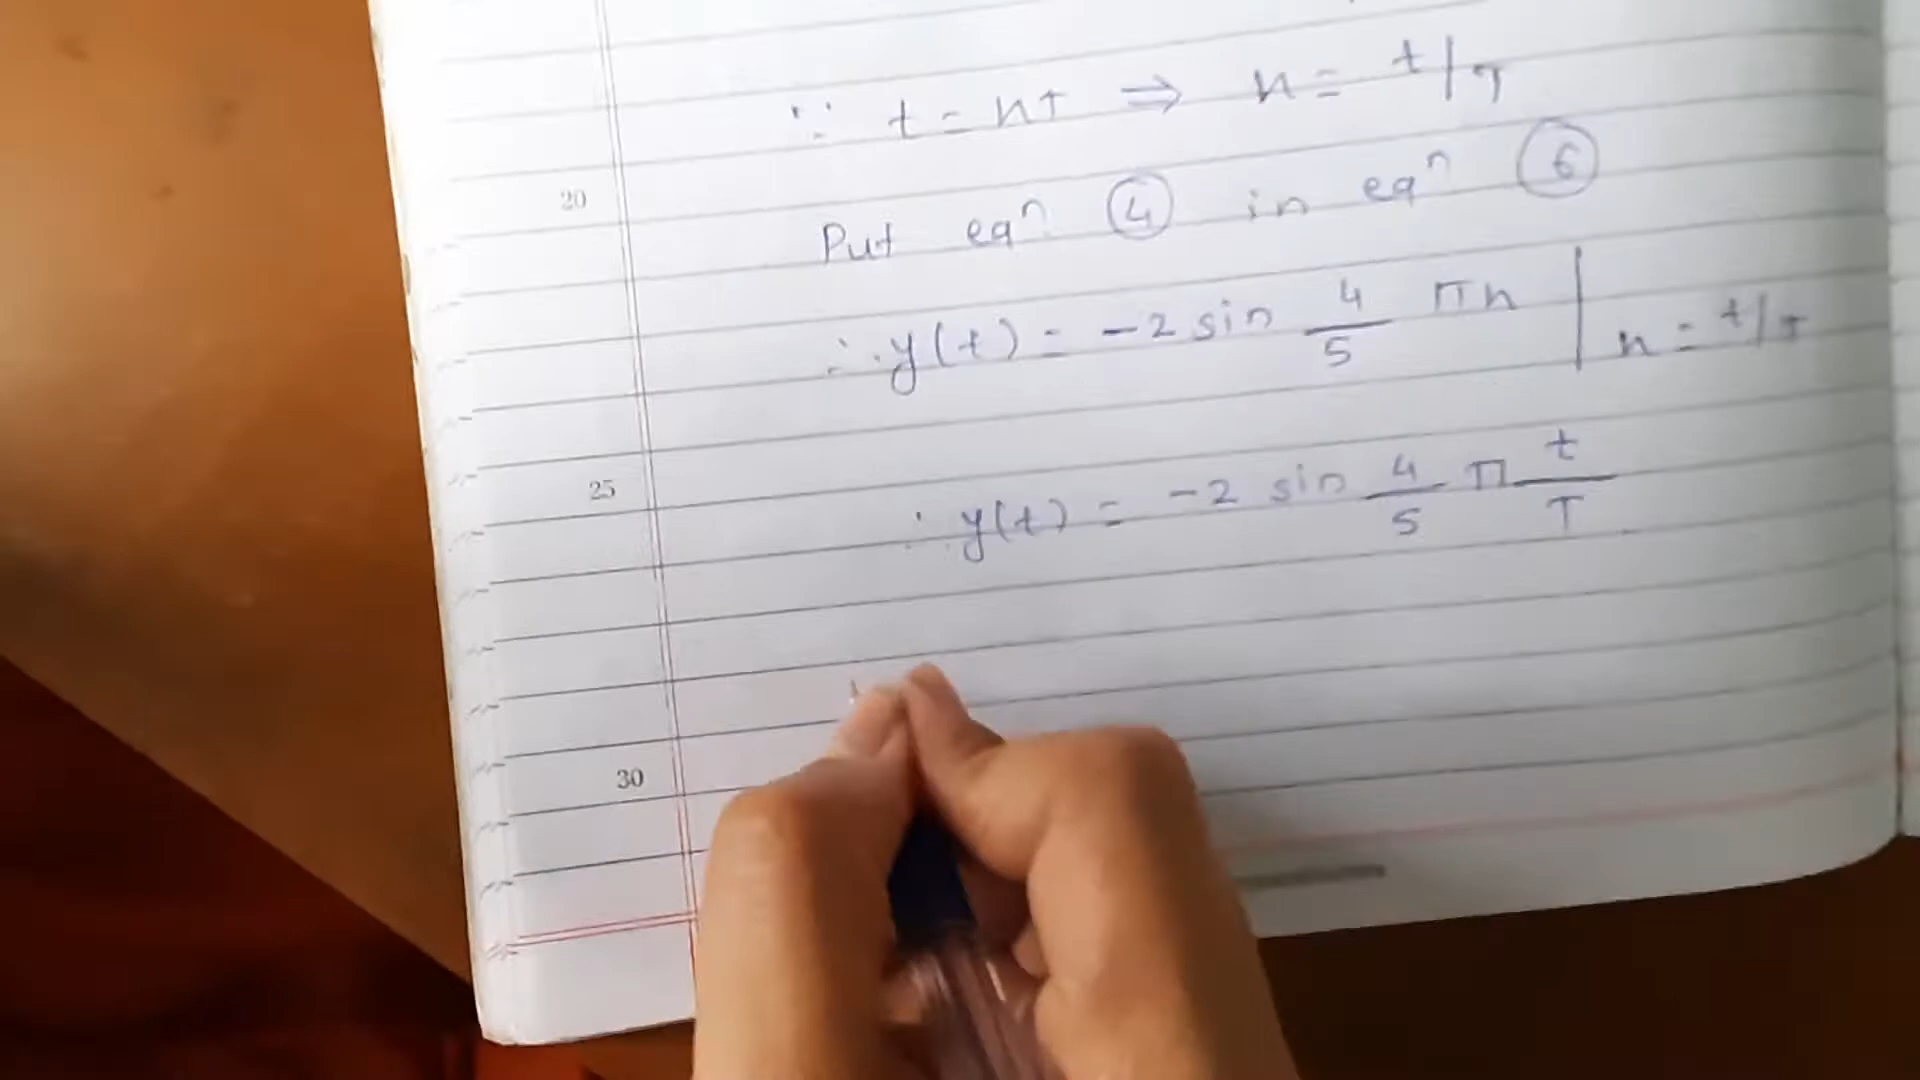 ∵ t = nT ⇒ n = t/T
20
Put eqⁿ ④ in eqⁿ ⑥
∴ y(t) = -2 sin 4/5 πn | n = t/T
25
∴ y(t) = -2 sin 4/5 π t/T
30